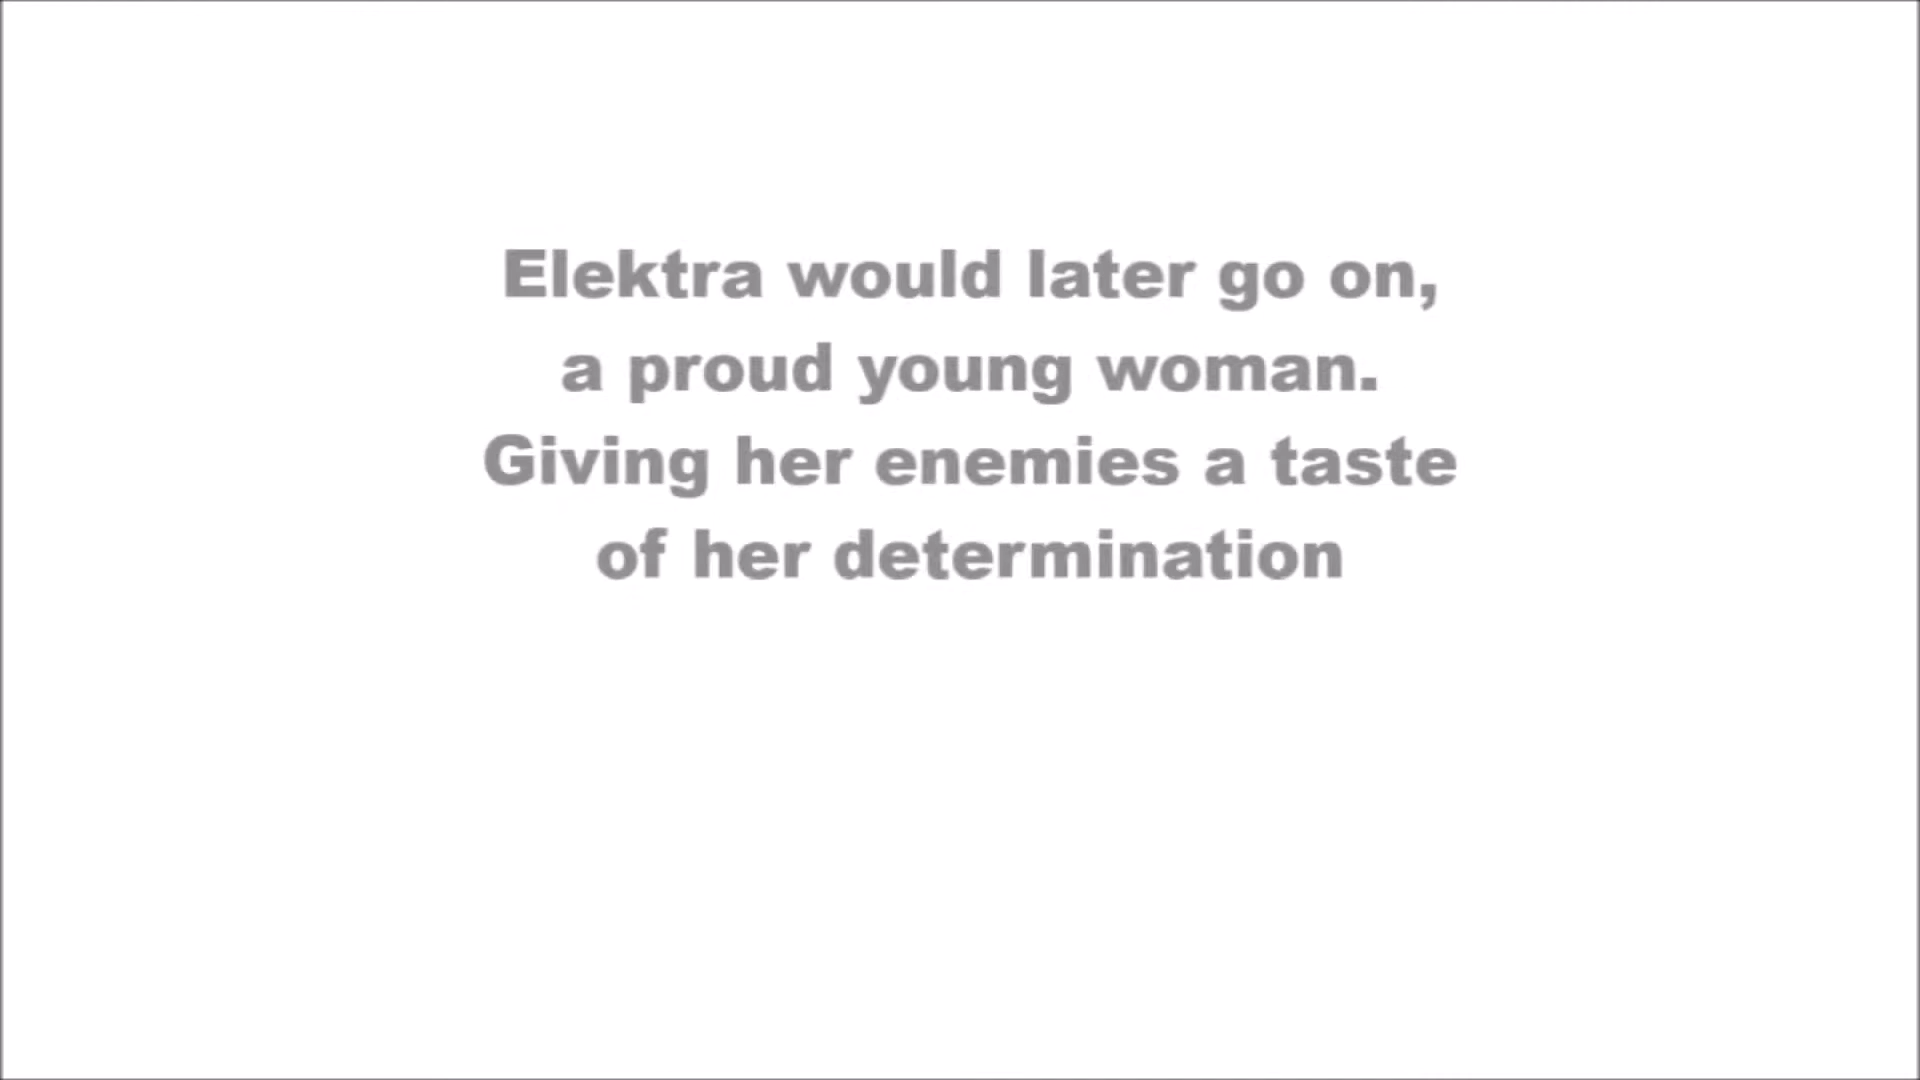 Elektra would later go on,
a proud young woman.
Giving her enemies a taste
of her determination